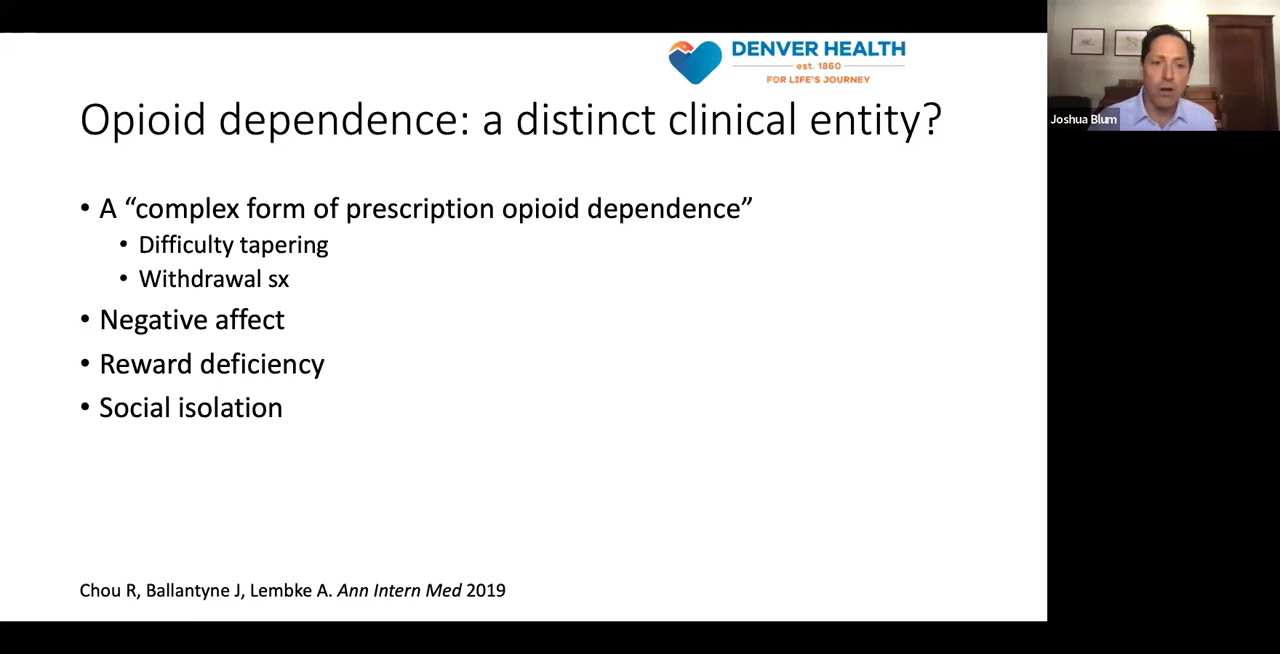 DENVER HEALTH
est. 1860
FOR LIFE'S JOURNEY
Opioid dependence: a distinct clinical entity?
• A “complex form of prescription opioid dependence”
• Difficulty tapering
• Withdrawal sx
• Negative affect
• Reward deficiency
• Social isolation
Chou R, Ballantyne J, Lembke A. Ann Intern Med 2019
Joshua Blum